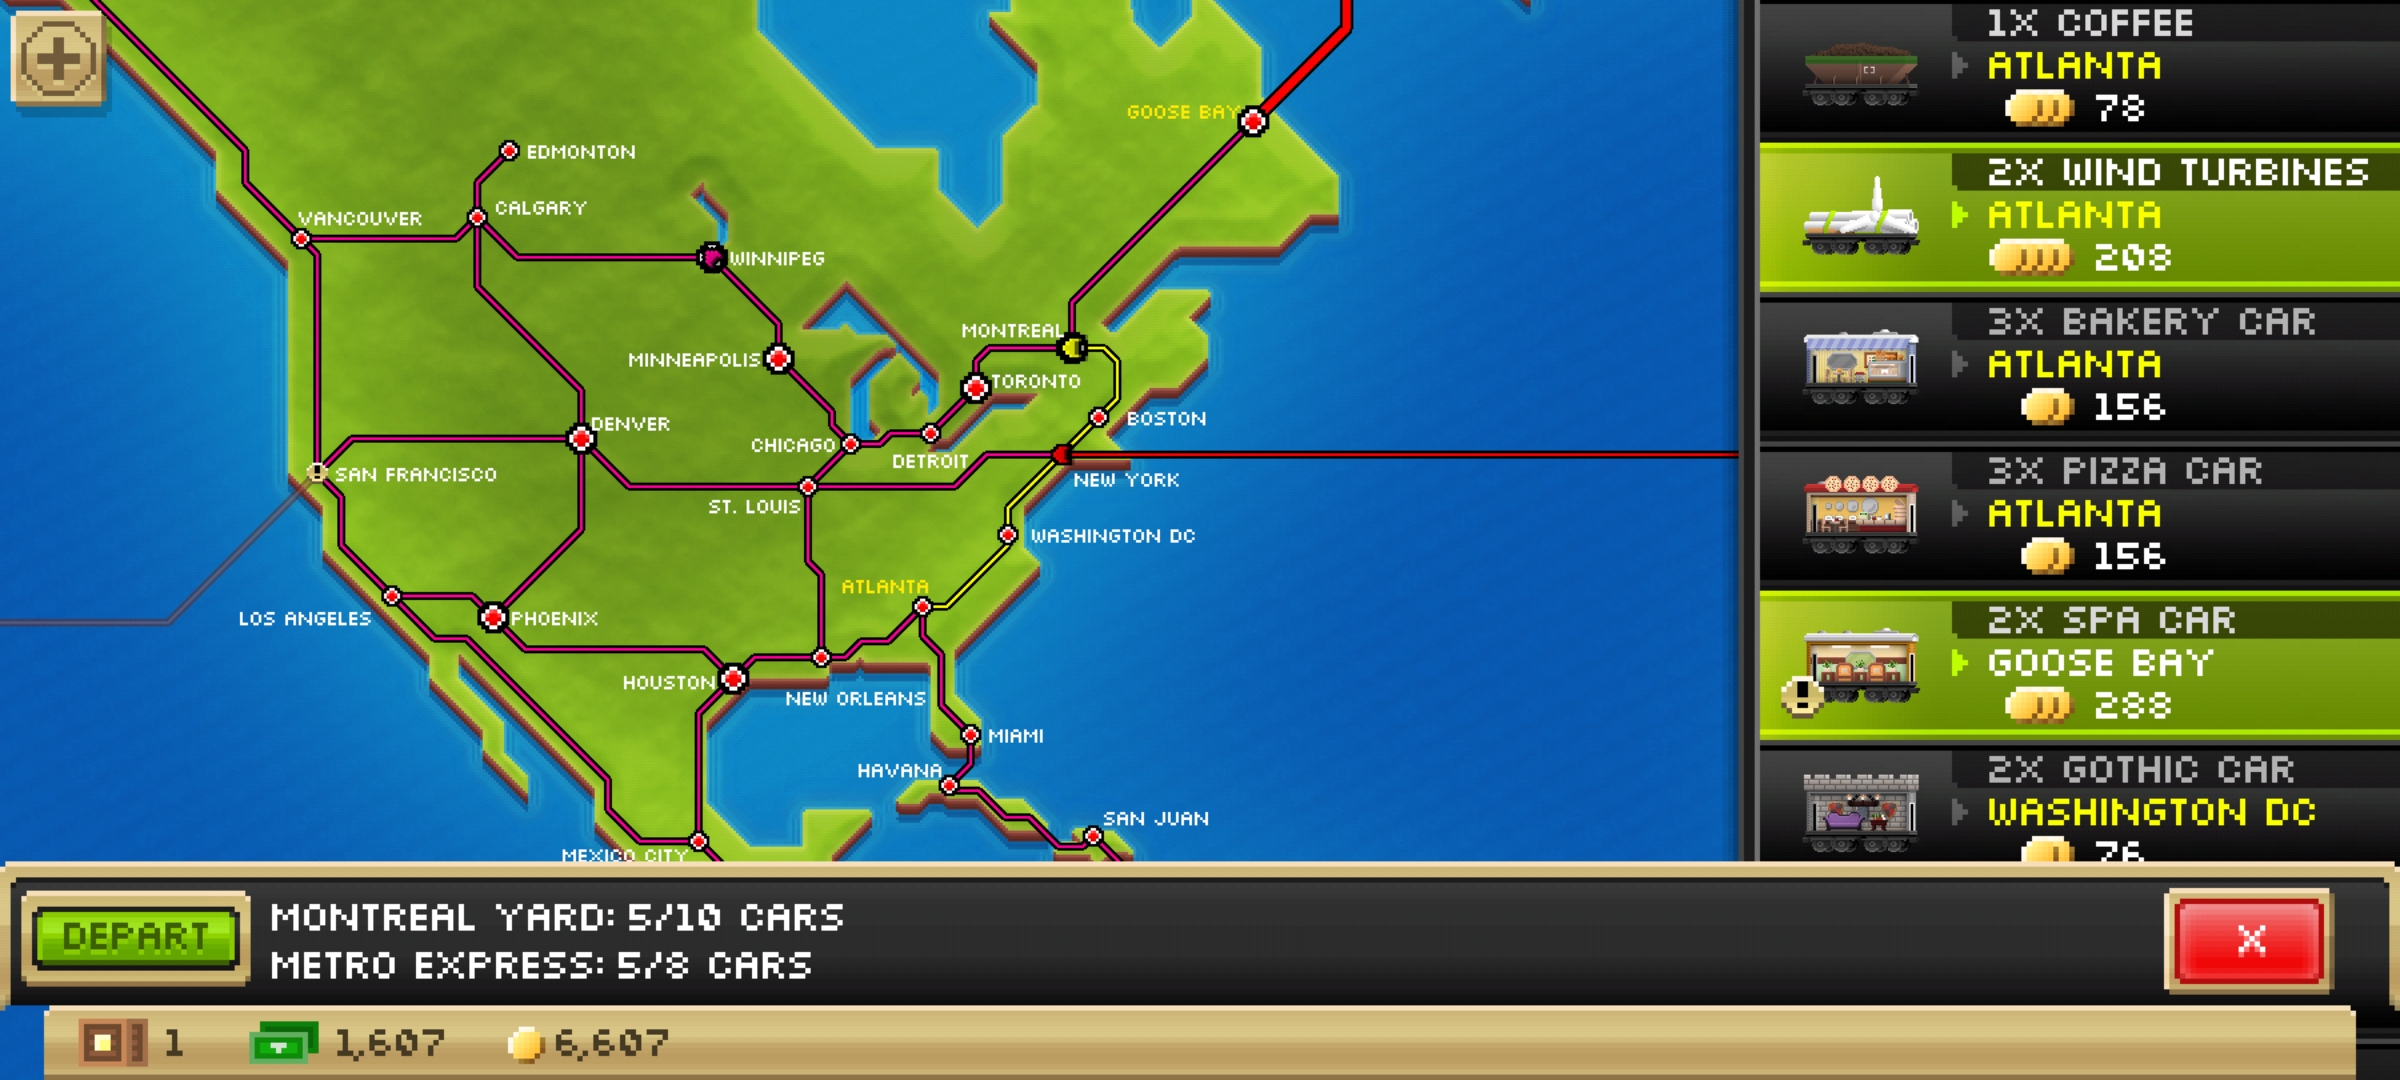 GOOSE BAY
EDMONTON
CALGARY
VANCOUVER
WINNIPEG
MONTREAL
MINNEAPOLIS
TORONTO
BOSTON
DENVER
CHICAGO
DETROIT
SAN FRANCISCO
NEW YORK
ST. LOUIS
WASHINGTON DC
ATLANTA
LOS ANGELES
PHOENIX
HOUSTON
NEW ORLEANS
MIAMI
HAVANA
SAN JUAN
MEXICO CITY
1X COFFEE
ATLANTA
78
2X WIND TURBINES
ATLANTA
208
3X BAKERY CAR
ATLANTA
156
3X PIZZA CAR
ATLANTA
156
2X SPA CAR
GOOSE BAY
288
2X GOTHIC CAR
WASHINGTON DC
76
DEPART
MONTREAL YARD: 5/10 CARS
METRO EXPRESS: 5/8 CARS
X
1
1,607
6,607